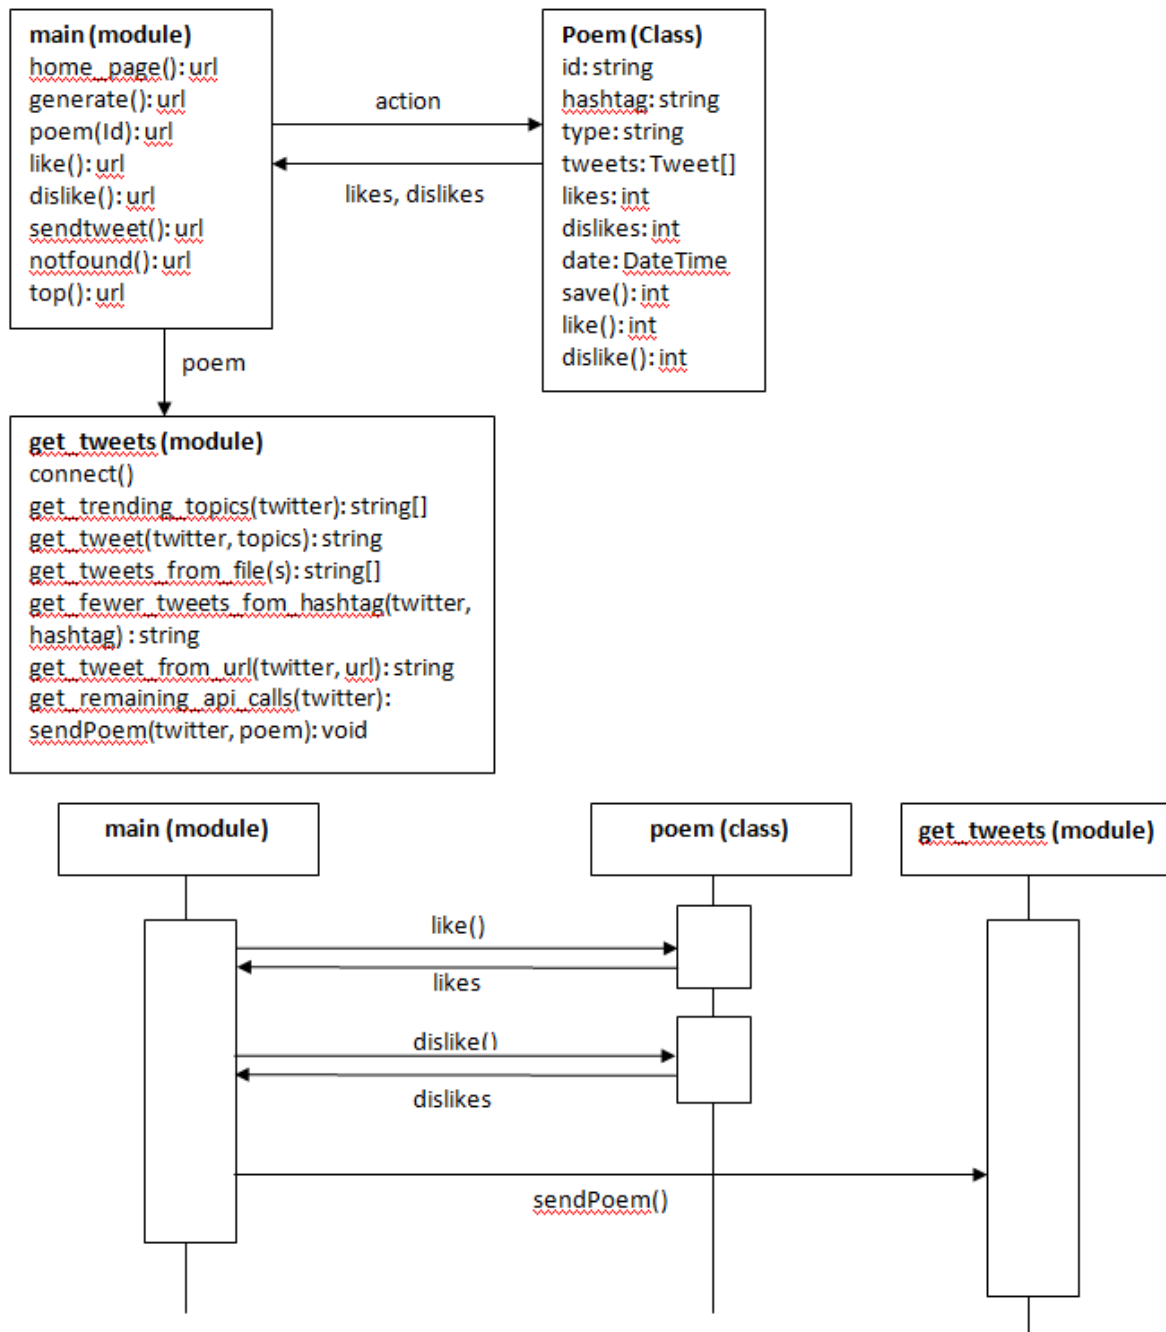 main (module)
home_page(): url
generate(): url
poem(Id): url
like(): url
dislike(): url
sendtweet(): url
notfound(): url
top(): url
action
likes, dislikes
Poem (Class)
id: string
hashtag: string
type: string
tweets: Tweet[]
likes: int
dislikes: int
date: DateTime
save(): int
like(): int
dislike(): int
poem
get_tweets (module)
connect()
get_trending_topics(twitter): string[]
get_tweet(twitter, topics): string
get_tweets_from_file(s): string[]
get_fewer_tweets_fom_hashtag(twitter,
hashtag) : string
get_tweet_from_url(twitter, url): string
get_remaining_api_calls(twitter):
sendPoem(twitter, poem): void
main (module)
poem (class)
get_tweets (module)
like()
likes
dislike()
dislikes
sendPoem()